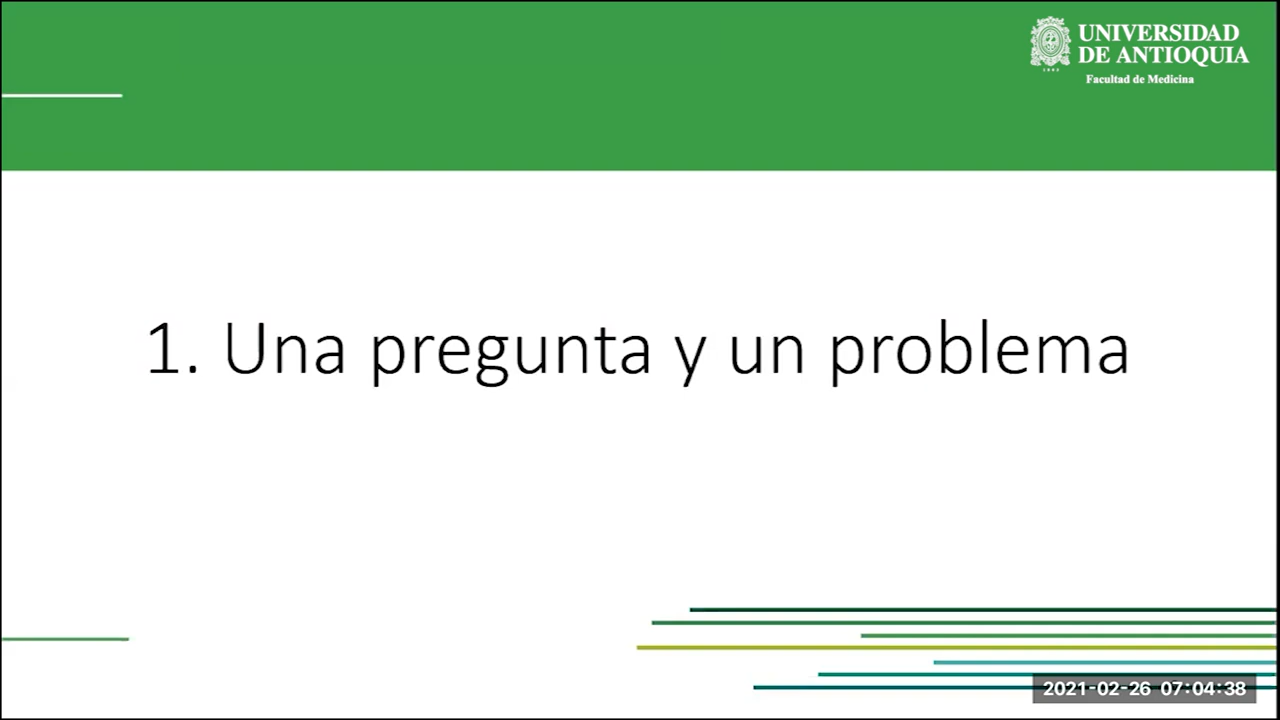 UNIVERSIDAD
DE ANTIOQUIA
Facultad de Medicina
1. Una pregunta y un problema
2021-02-26 07:04:38